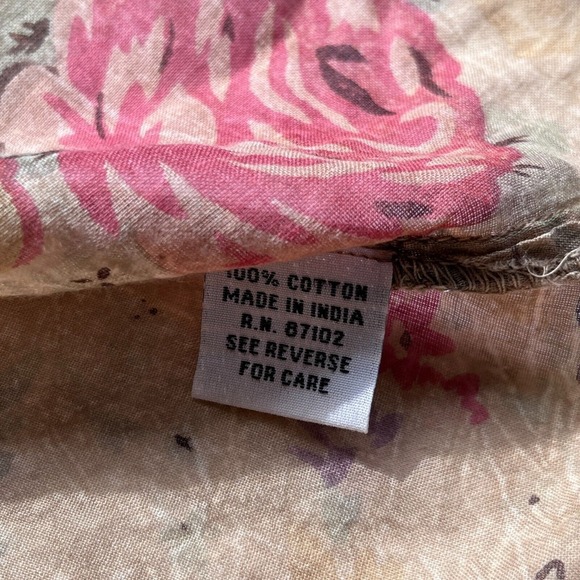 100% COTTON
MADE IN INDIA
R.N. 87102
SEE REVERSE
FOR CARE